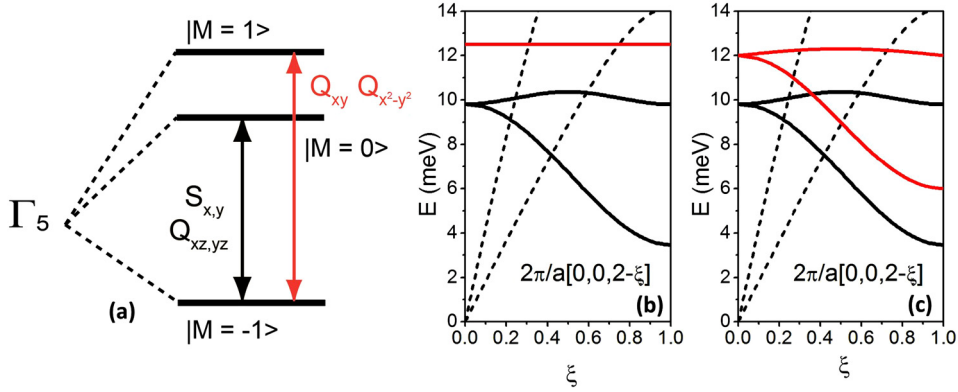 |M = 1>
Q_xy Q_x²-y²
|M = 0>
Γ₅
S_x,y
Q_xz,yz
(a)
|M = -1>
14
12
10
8
6
4
2
0
E (meV)
2π/a[0,0,2-ξ]
(b)
0.0 0.2 0.4 0.6 0.8 1.0
ξ
14
12
10
8
6
4
2
0
E (meV)
2π/a[0,0,2-ξ]
(c)
0.0 0.2 0.4 0.6 0.8 1.0
ξ